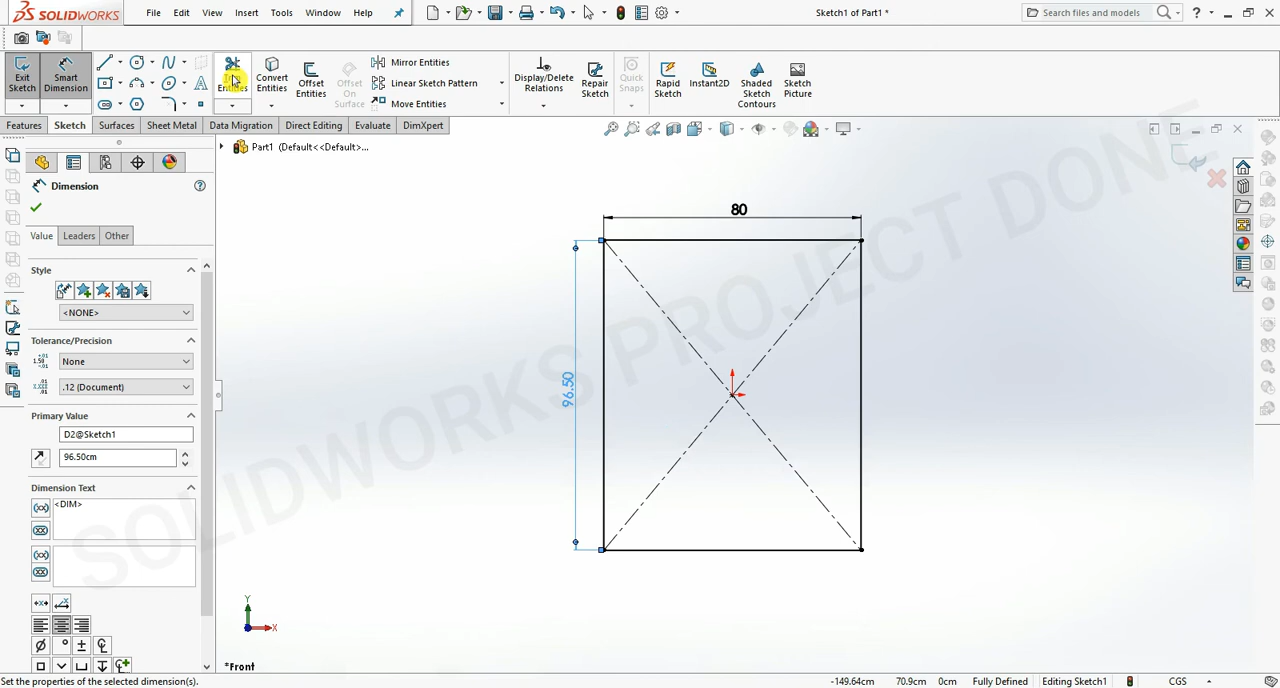 SOLIDWORKS
File Edit View Insert Tools Window Help
Sketch1 of Part1 *
Search files and models
?
Exit Sketch
Smart Dimension
Trim Entities
Convert Entities
Offset Entities
Offset On Surface
Mirror Entities
Linear Sketch Pattern
Move Entities
Display/Delete Relations
Repair Sketch
Quick Snaps
Rapid Sketch
Instant2D
Shaded Sketch Contours
Sketch Picture
Features Sketch Surfaces Sheet Metal Data Migration Direct Editing Evaluate DimXpert
Part1 (Default<<Default>...
Dimension
Value Leaders Other
Style
<NONE>
Tolerance/Precision
None
.12 (Document)
Primary Value
D2@Sketch1
96.50cm
Dimension Text
<DIM>
80
96.50
SOLIDWORKS PROJECT DONE
Y
X
*Front
Set the properties of the selected dimension(s).
-149.64cm 70.9cm 0cm Fully Defined Editing Sketch1 CGS